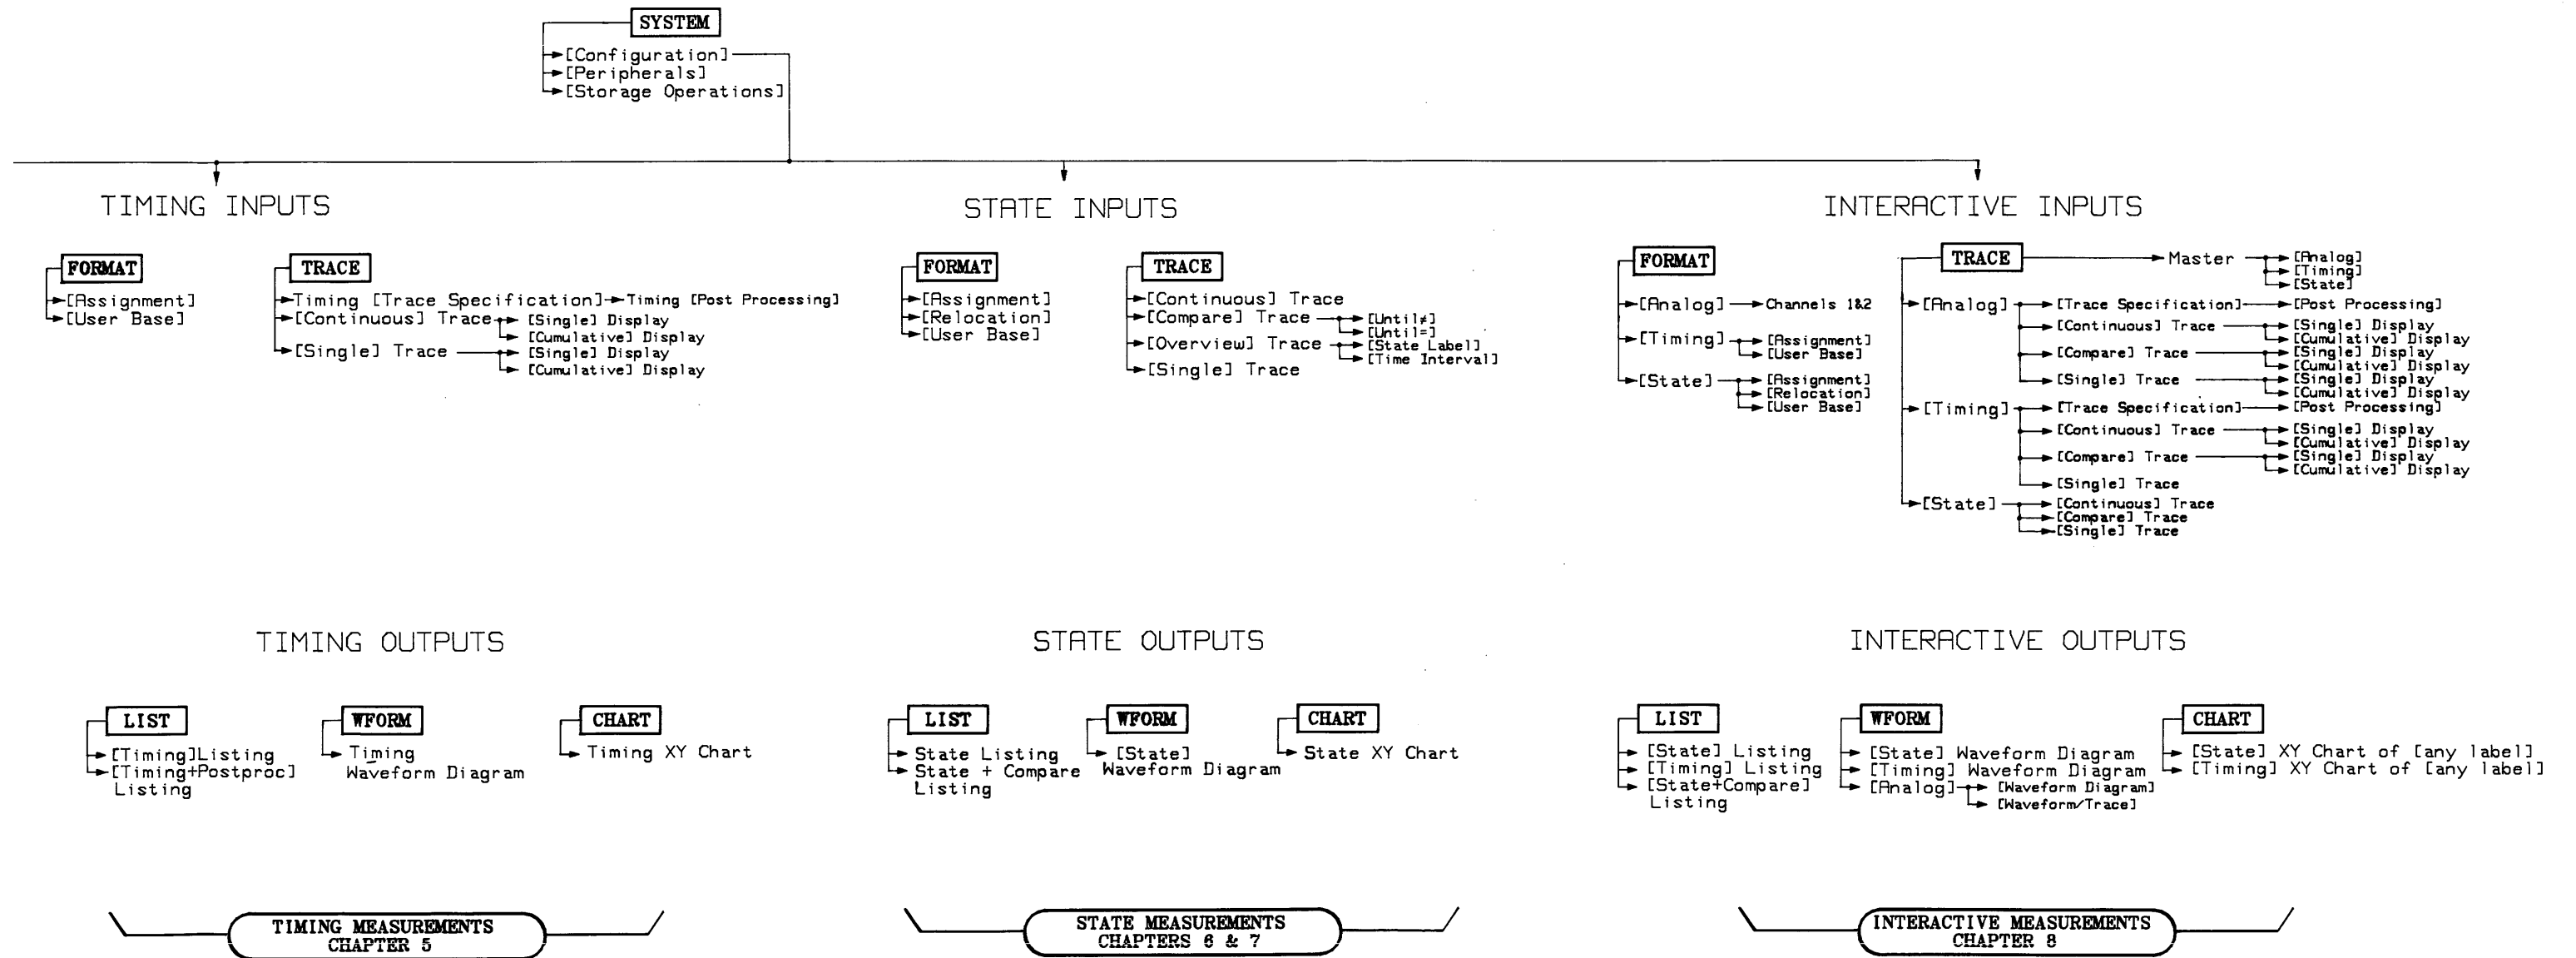 SYSTEM
[Configuration]
[Peripherals]
[Storage Operations]
TIMING INPUTS
FORMAT
[Assignment]
[User Base]
TRACE
Timing [Trace Specification] Timing [Post Processing]
[Continuous] Trace [Single] Display
[Cumulative] Display
[Single] Trace [Single] Display
[Cumulative] Display
STATE INPUTS
FORMAT
[Assignment]
[Relocation]
[User Base]
TRACE
[Continuous] Trace
[Compare] Trace [Until≠]
[Until=]
[Overview] Trace [State Label]
[Time Interval]
[Single] Trace
INTERACTIVE INPUTS
FORMAT
[Analog] Channels 1&2
[Timing] [Assignment]
[User Base]
[State] [Assignment]
[Relocation]
[User Base]
TRACE Master [Analog]
[Timing]
[State]
[Analog] [Trace Specification] [Post Processing]
[Continuous] Trace [Single] Display
[Cumulative] Display
[Compare] Trace [Single] Display
[Cumulative] Display
[Single] Trace [Single] Display
[Cumulative] Display
[Timing] [Trace Specification] [Post Processing]
[Continuous] Trace [Single] Display
[Cumulative] Display
[Compare] Trace [Single] Display
[Cumulative] Display
[Single] Trace
[State] [Continuous] Trace
[Compare] Trace
[Single] Trace
TIMING OUTPUTS
LIST
[Timing]Listing
[Timing+Postproc]
Listing
WFORM
Timing
Waveform Diagram
CHART
Timing XY Chart
STATE OUTPUTS
LIST
State Listing
State + Compare
Listing
WFORM
[State]
Waveform Diagram
CHART
State XY Chart
INTERACTIVE OUTPUTS
LIST
[State] Listing
[Timing] Listing
[State+Compare]
Listing
WFORM
[State] Waveform Diagram
[Timing] Waveform Diagram
[Analog] [Waveform Diagram]
[Waveform/Trace]
CHART
[State] XY Chart of [any label]
[Timing] XY Chart of [any label]
TIMING MEASUREMENTS
CHAPTER 5
STATE MEASUREMENTS
CHAPTERS 6 & 7
INTERACTIVE MEASUREMENTS
CHAPTER 8